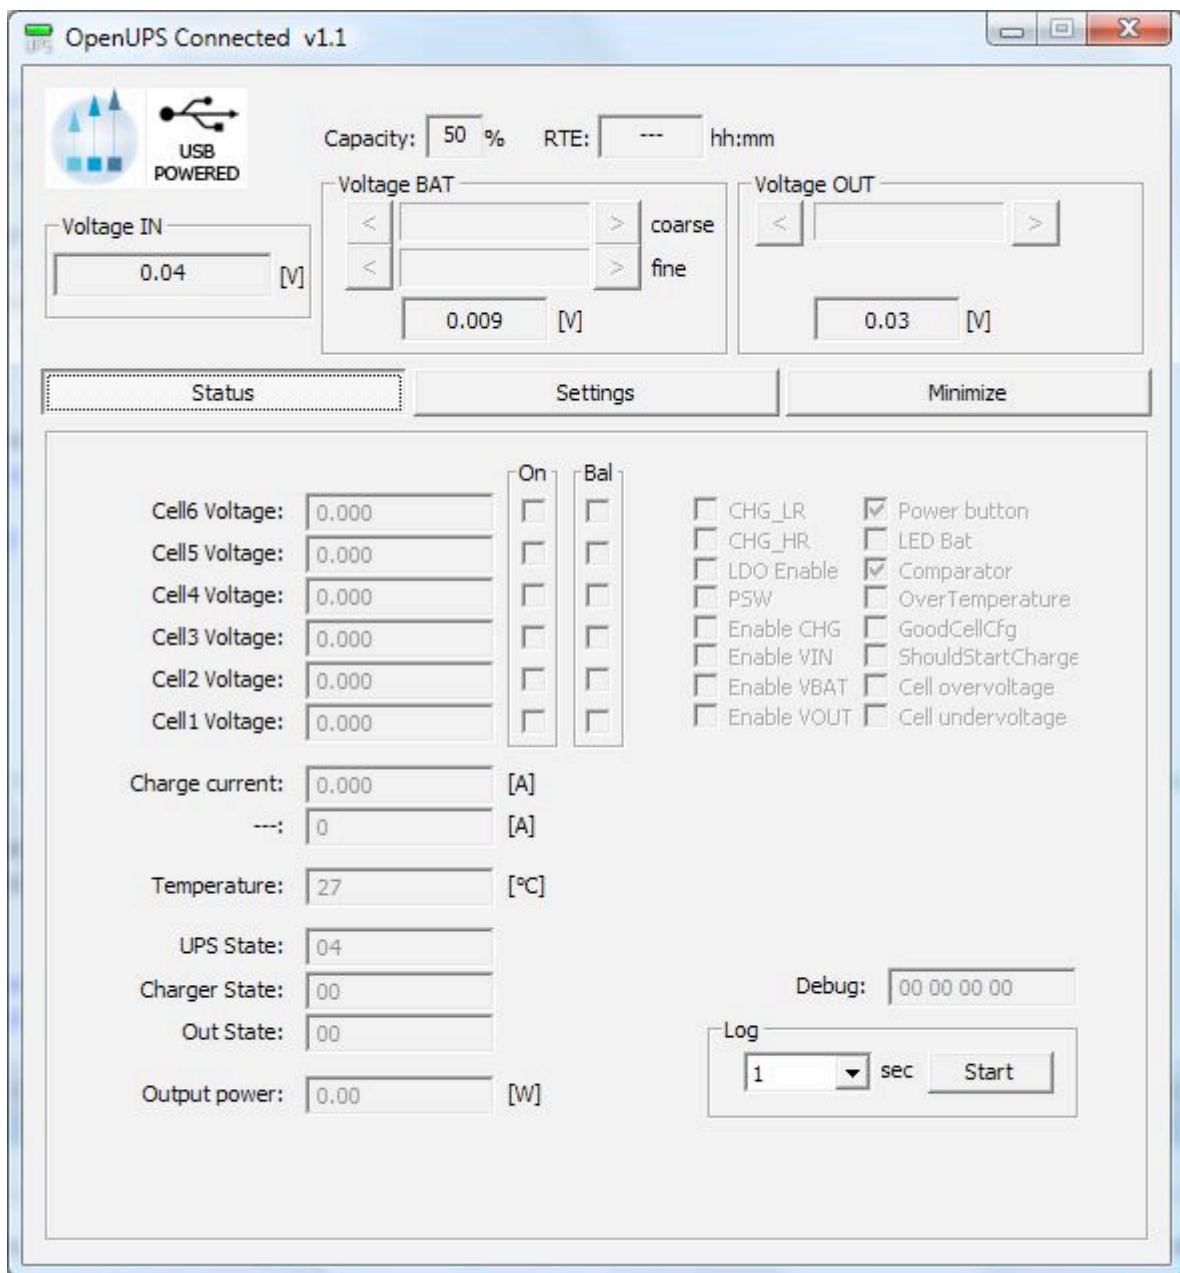 OpenUPS Connected v1.1
USB
POWERED
Capacity: 50 % RTE: --- hh:mm
Voltage IN
0.04 [V]
Voltage BAT
< > coarse
< > fine
0.009 [V]
Voltage OUT
< >
0.03 [V]
Status Settings Minimize
On Bal
Cell6 Voltage: 0.000
Cell5 Voltage: 0.000
Cell4 Voltage: 0.000
Cell3 Voltage: 0.000
Cell2 Voltage: 0.000
Cell1 Voltage: 0.000
CHG_LR Power button
CHG_HR LED Bat
LDO Enable Comparator
PSW OverTemperature
Enable CHG GoodCellCfg
Enable VIN ShouldStartCharge
Enable VBAT Cell overvoltage
Enable VOUT Cell undervoltage
Charge current: 0.000 [A]
---: 0 [A]
Temperature: 27 [°C]
UPS State: 04
Charger State: 00
Out State: 00
Output power: 0.00 [W]
Debug: 00 00 00 00
Log
1 sec Start